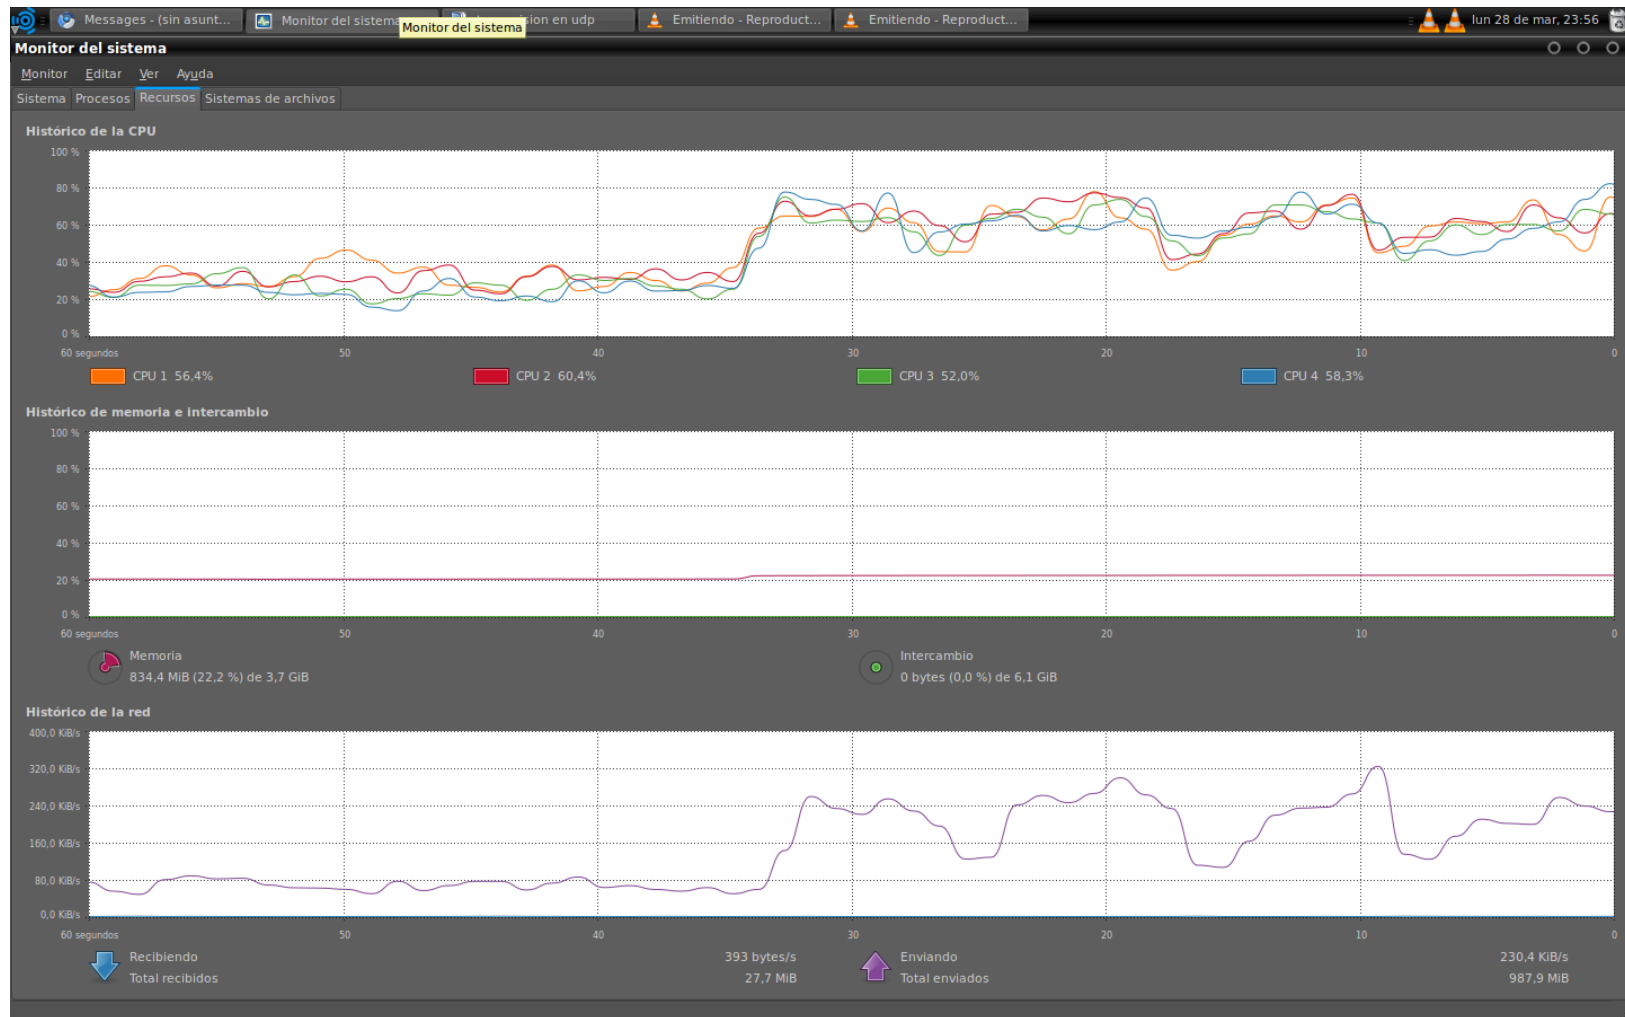 Messages - (sin asunt...
Monitor del sistema
ision en udp
Emitiendo - Reproduct...
Emitiendo - Reproduct...
lun 28 de mar, 23:56
Monitor del sistema
Monitor del sistema
Monitor Editar Ver Ayuda
Sistema Procesos Recursos Sistemas de archivos
Histórico de la CPU
100 %
80 %
60 %
40 %
20 %
0 %
60 segundos 50 40 30 20 10 0
CPU 1 56,4% CPU 2 60,4% CPU 3 52,0% CPU 4 58,3%
Histórico de memoria e intercambio
100 %
80 %
60 %
40 %
20 %
0 %
60 segundos 50 40 30 20 10 0
Memoria
834,4 MiB (22,2 %) de 3,7 GiB
Intercambio
0 bytes (0,0 %) de 6,1 GiB
Histórico de la red
400,0 KiB/s
320,0 KiB/s
240,0 KiB/s
160,0 KiB/s
80,0 KiB/s
0,0 KiB/s
60 segundos 50 40 30 20 10 0
Recibiendo 393 bytes/s
Total recibidos 27,7 MiB
Enviando 230,4 KiB/s
Total enviados 987,9 MiB